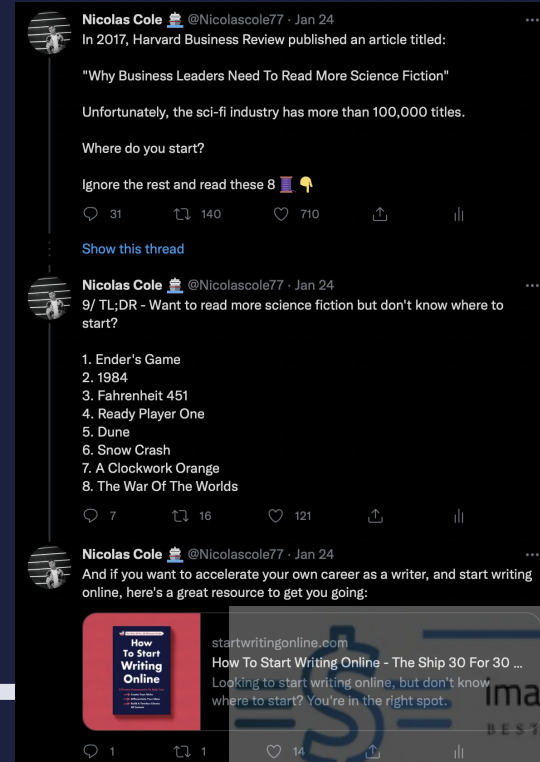 Nicolas Cole 🚢 @Nicolascole77 · Jan 24
In 2017, Harvard Business Review published an article titled:
"Why Business Leaders Need To Read More Science Fiction"
Unfortunately, the sci-fi industry has more than 100,000 titles.
Where do you start?
Ignore the rest and read these 8 🧵 👇
31 140 710
Show this thread
Nicolas Cole 🚢 @Nicolascole77 · Jan 24
9/ TL;DR - Want to read more science fiction but don't know where to
start?
1. Ender's Game
2. 1984
3. Fahrenheit 451
4. Ready Player One
5. Dune
6. Snow Crash
7. A Clockwork Orange
8. The War Of The Worlds
7 16 121
Nicolas Cole 🚢 @Nicolascole77 · Jan 24
And if you want to accelerate your own career as a writer, and start writing
online, here's a great resource to get you going:
How
To Start
Writing
Online
startwritingonline.com
How To Start Writing Online - The Ship 30 For 30 ...
Looking to start writing online, but don't know
where to start? You're in the right spot.
ima
BEST
1 1 14